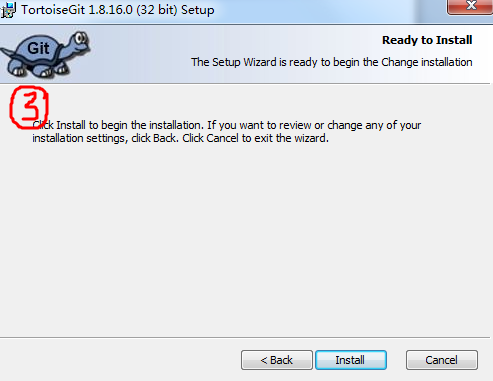 TortoiseGit 1.8.16.0 (32 bit) Setup
Git
Ready to Install
The Setup Wizard is ready to begin the Change installation
3
Click Install to begin the installation. If you want to review or change any of your
installation settings, click Back. Click Cancel to exit the wizard.
< Back
Install
Cancel